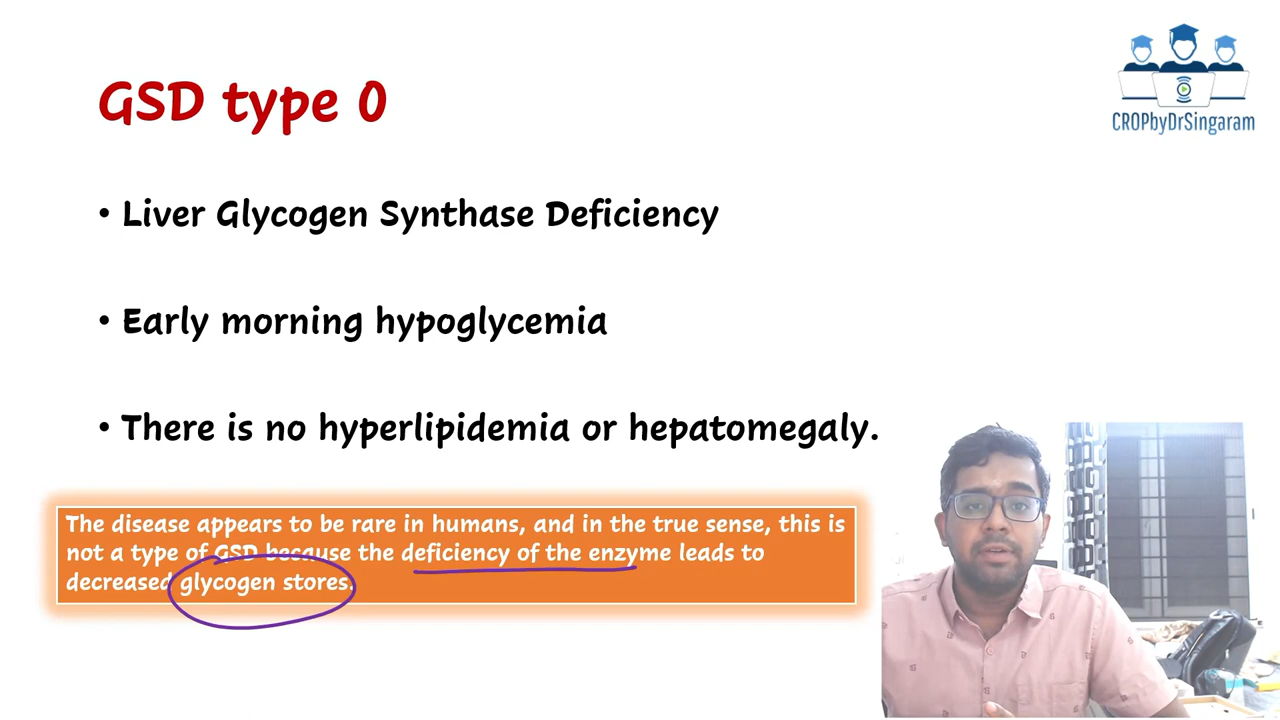 CROPbyDrSingaram
GSD type 0
• Liver Glycogen Synthase Deficiency
• Early morning hypoglycemia
• There is no hyperlipidemia or hepatomegaly.
The disease appears to be rare in humans, and in the true sense, this is
not a type of GSD because the deficiency of the enzyme leads to
decreased glycogen stores.